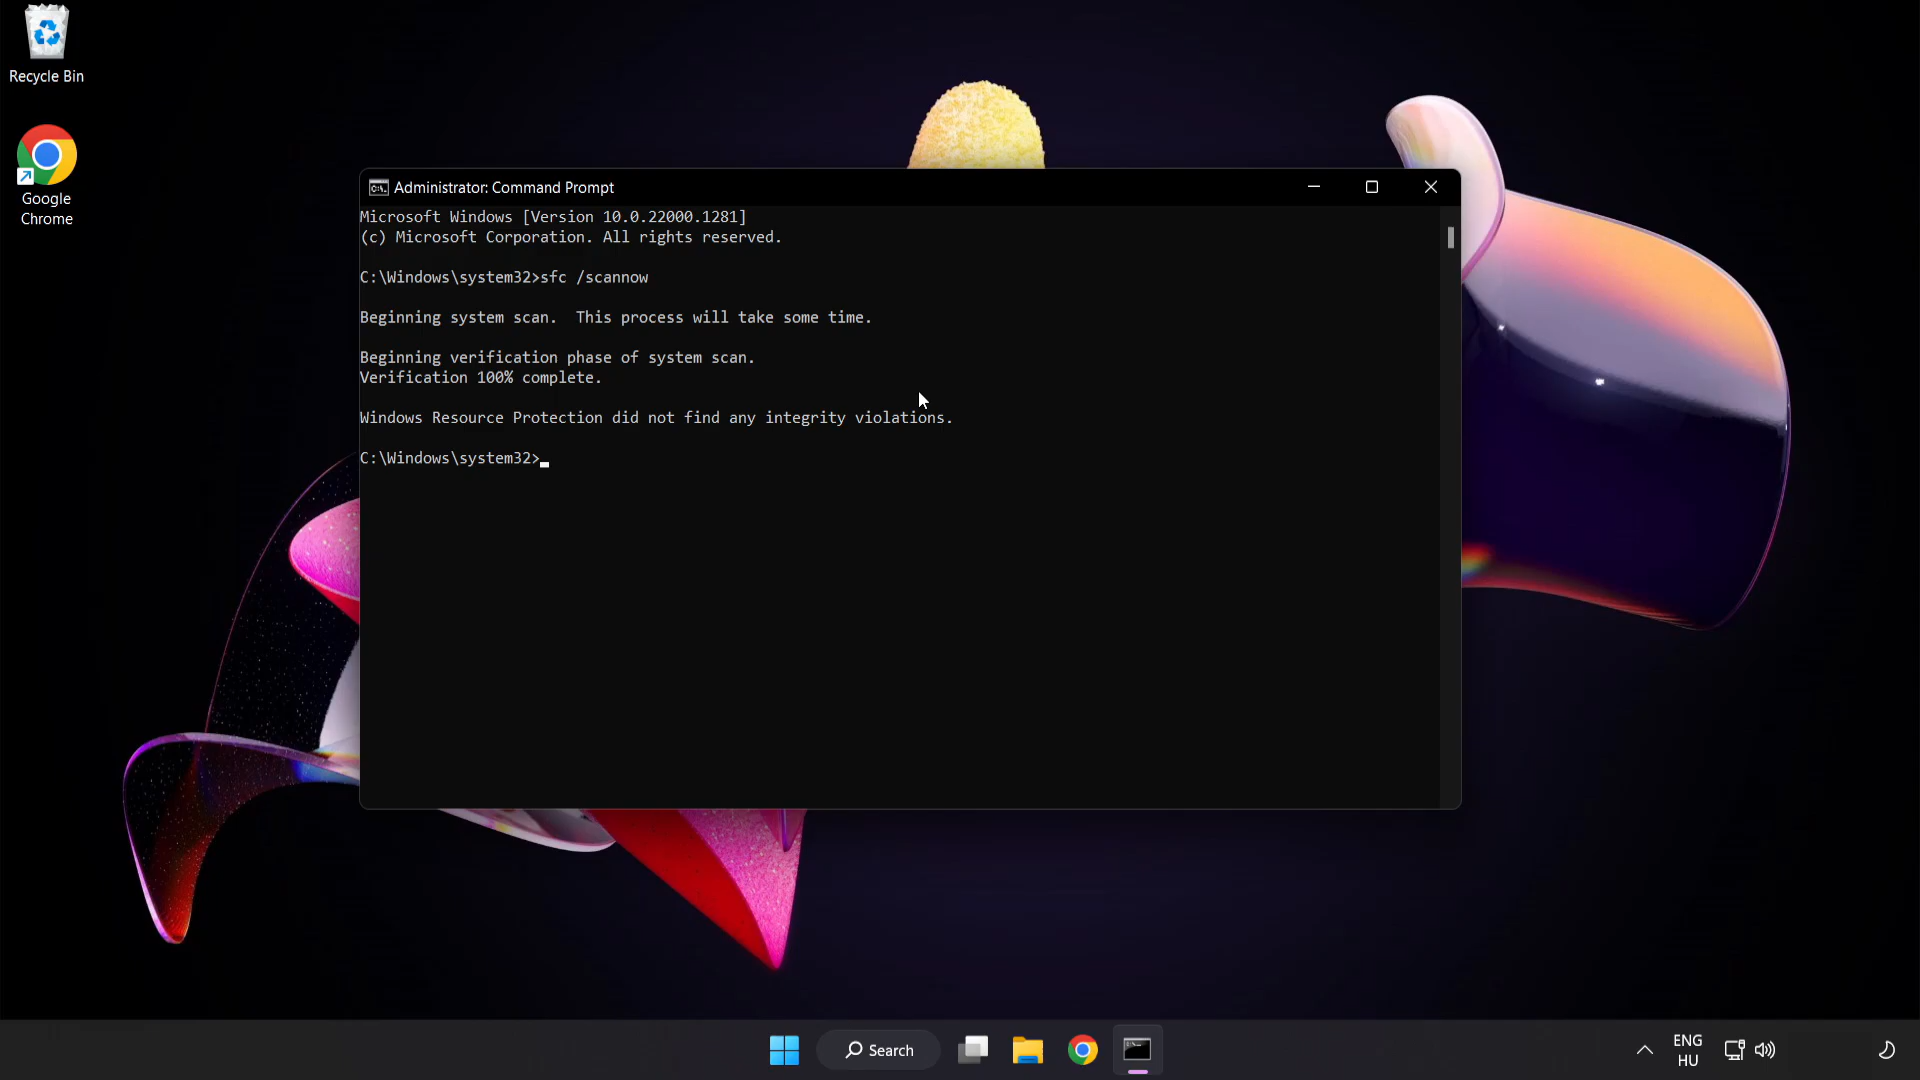 Recycle Bin
Google
Chrome
Administrator: Command Prompt
Microsoft Windows [Version 10.0.22000.1281]
(c) Microsoft Corporation. All rights reserved.
C:\Windows\system32>sfc /scannow
Beginning system scan.  This process will take some time.
Beginning verification phase of system scan.
Verification 100% complete.
Windows Resource Protection did not find any integrity violations.
C:\Windows\system32>
Search
ENG
HU